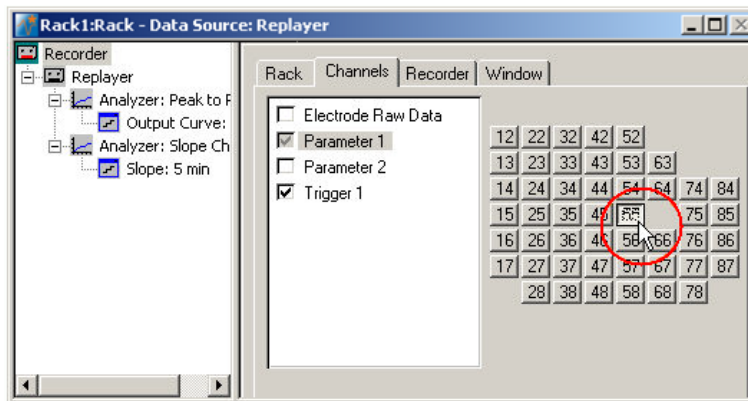 Rack1:Rack - Data Source: Replayer
Recorder
Replayer
Analyzer: Peak to
Output Curve:
Analyzer: Slope Ch
Slope: 5 min
Rack Channels Recorder Window
Electrode Raw Data
Parameter 1
Parameter 2
Trigger 1
12 22 32 42 52
13 23 33 43 53 63
14 24 34 44 54 64 74 84
15 25 35 45 75 85
16 26 36 46 56 66 76 86
17 27 37 47 57 67 77 87
28 38 48 58 68 78